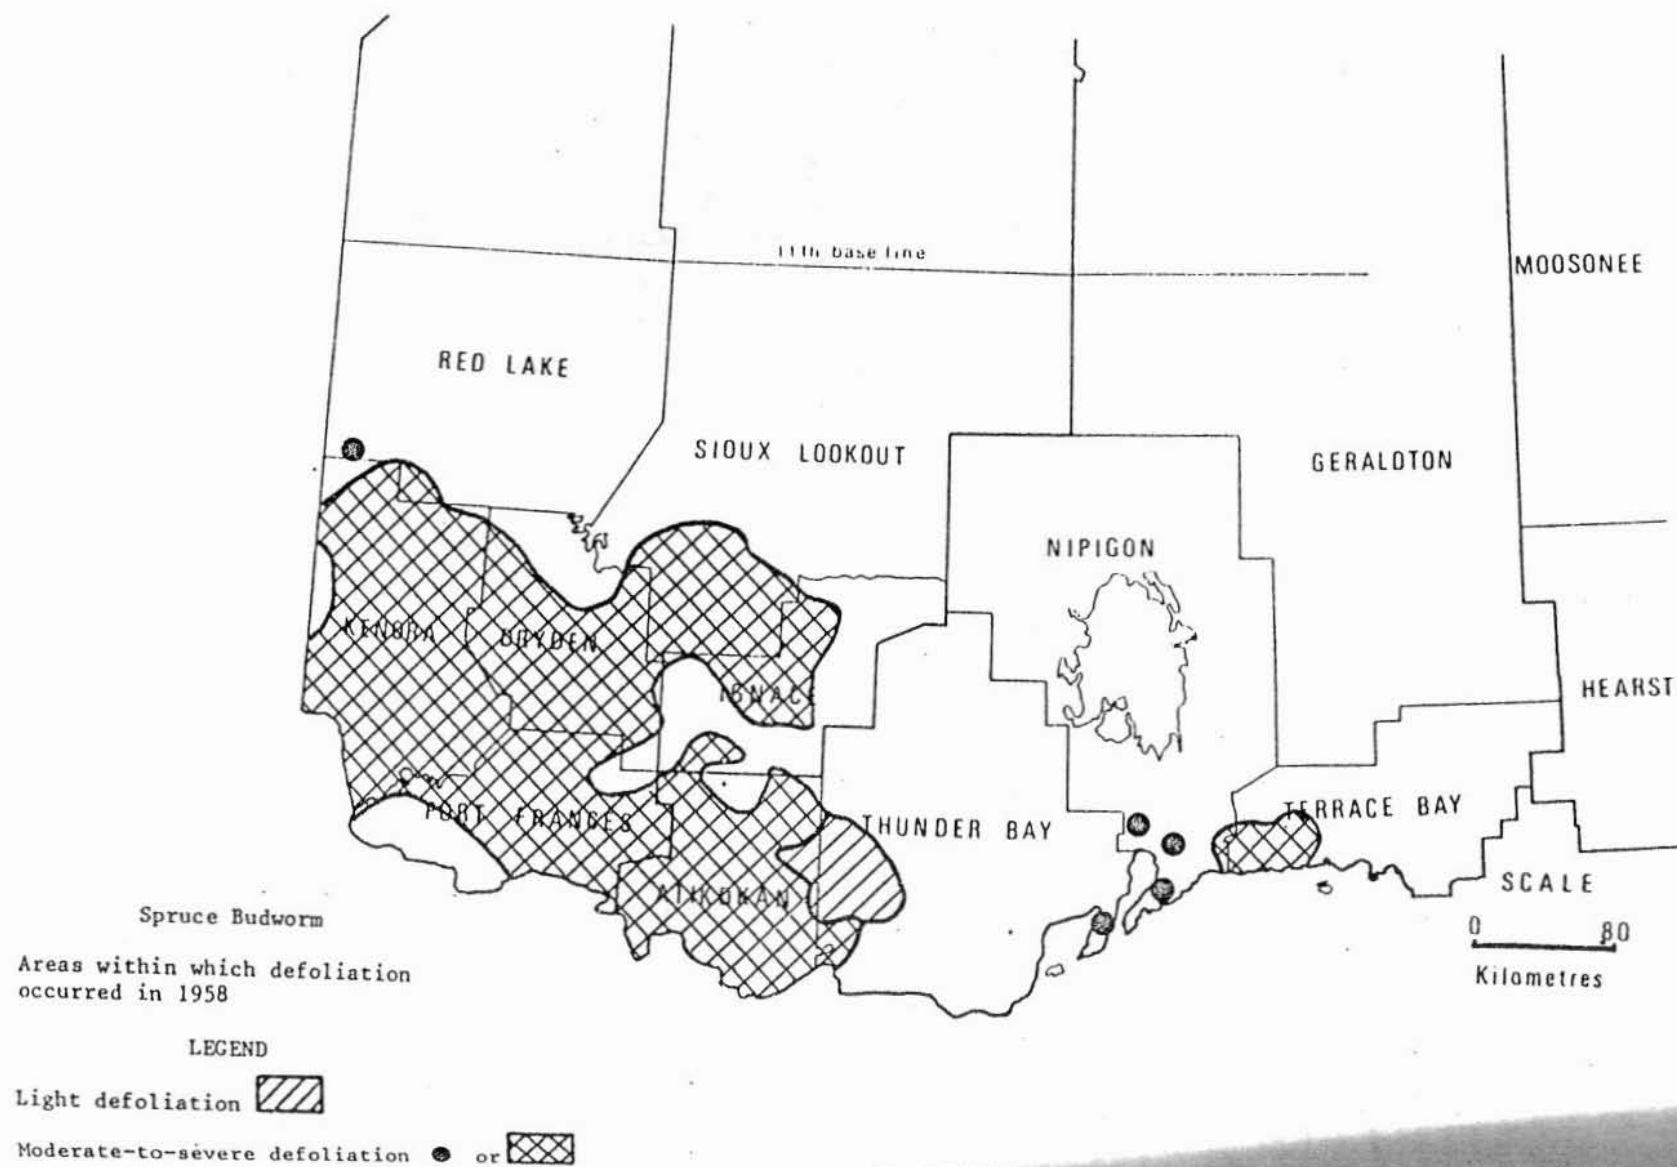 11th base line
MOOSONEE
RED LAKE
SIOUX LOOKOUT
GERALDTON
NIPIGON
KENORA
DRYDEN
HEARST
IGNACE
TERRACE BAY
FORT FRANCES
THUNDER BAY
ATIKOKAN
SCALE
0 80
Kilometres
Spruce Budworm
Areas within which defoliation
occurred in 1958
LEGEND
Light defoliation
Moderate-to-severe defoliation or